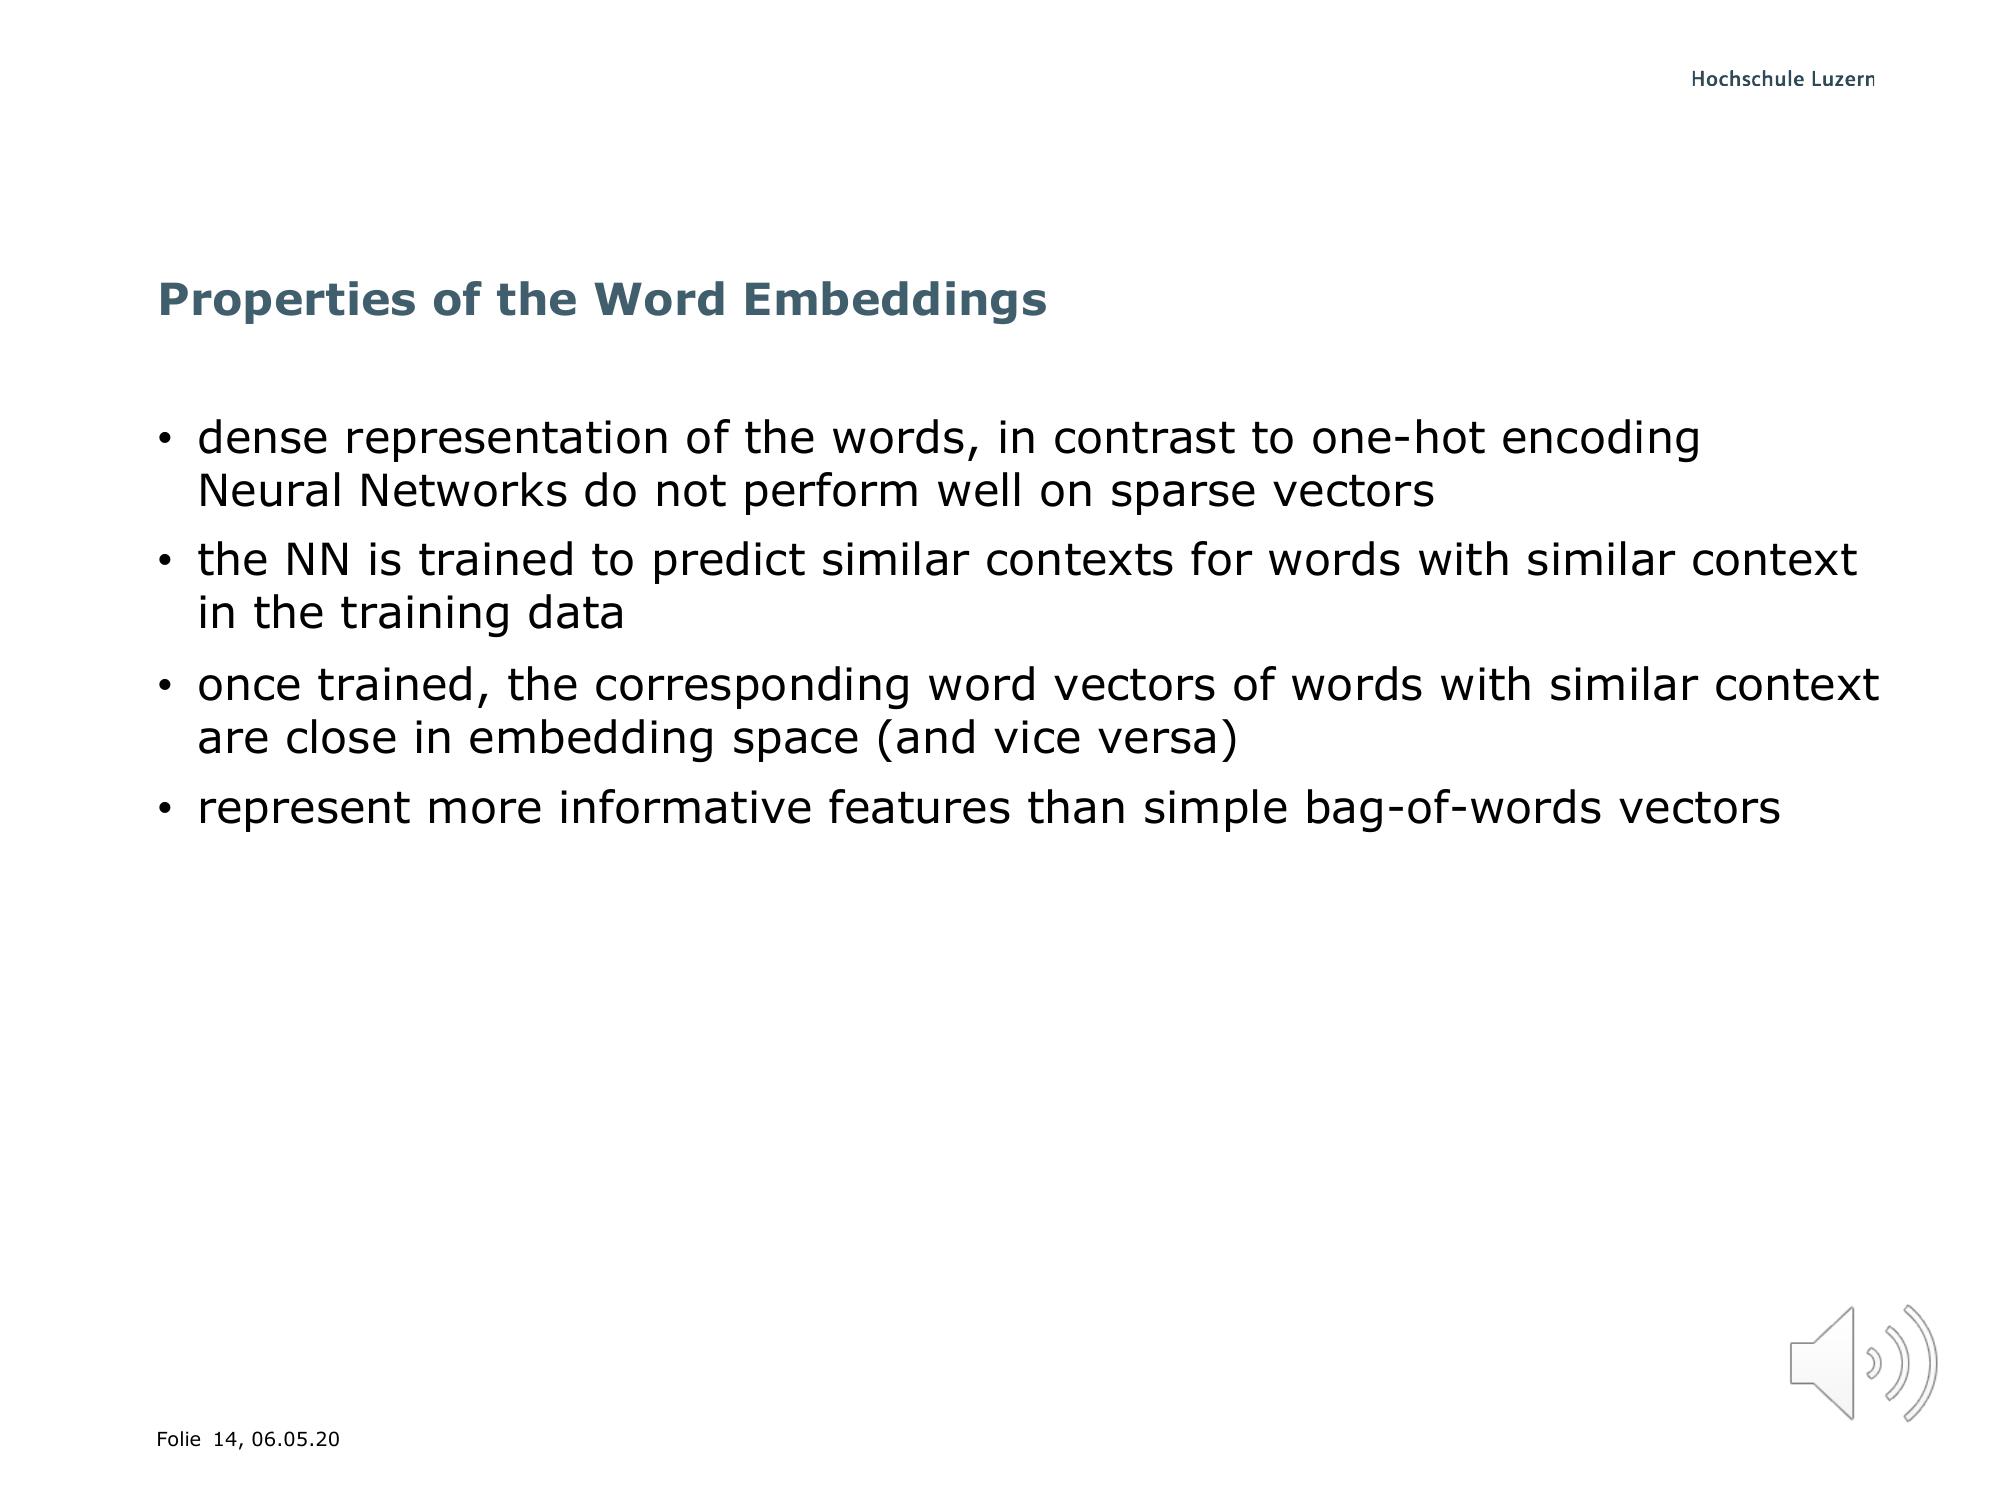 Hochschule Luzern
Properties of the Word Embeddings
• dense representation of the words, in contrast to one-hot encoding
Neural Networks do not perform well on sparse vectors
• the NN is trained to predict similar contexts for words with similar context
in the training data
• once trained, the corresponding word vectors of words with similar context
are close in embedding space (and vice versa)
• represent more informative features than simple bag-of-words vectors
Folie 14, 06.05.20